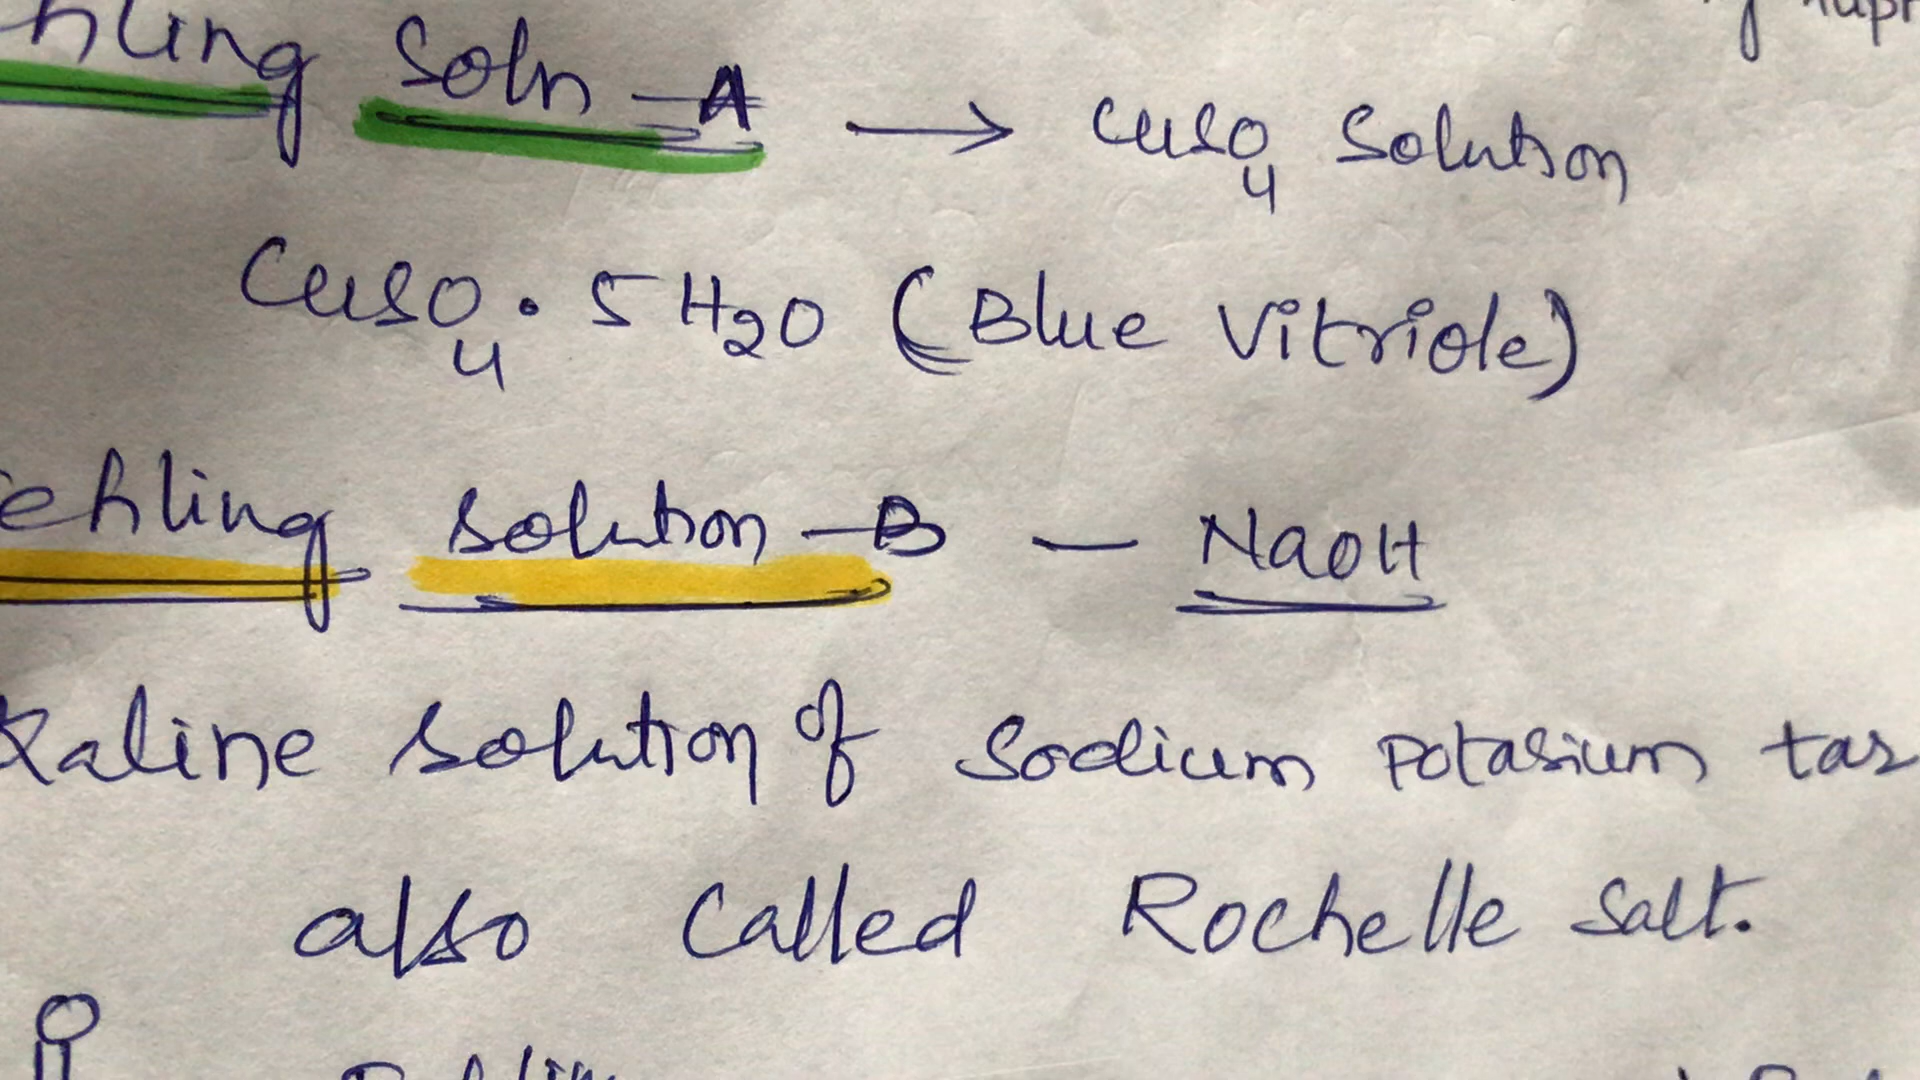 hling Soln - A → CuSO4 Solution
CuSO4 . 5H2O (Blue Vitriole)
ehling solution - B - NaOH
kaline solution of Sodium Potasium tar
also Called Rochelle Salt.